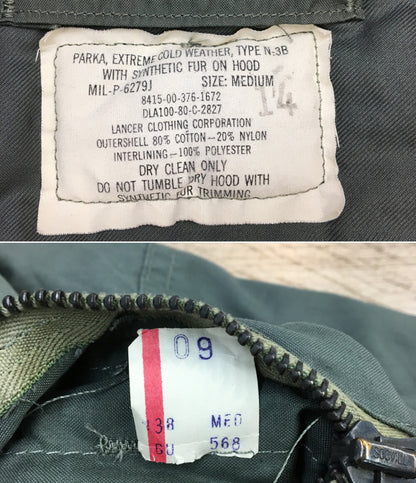 PARKA, EXTREME COLD WEATHER, TYPE N-3B
WITH SYNTHETIC FUR ON HOOD
MIL-P-6279J SIZE: MEDIUM
14
8415-00-376-1672
DLA100-80-C-2827
LANCER CLOTHING CORPORATION
OUTERSHELL 80% COTTON-20% NYLON
INTERLINING-100% POLYESTER
DRY CLEAN ONLY
DO NOT TUMBLE DRY HOOD WITH
SYNTHETIC FUR TRIMMING
09
138 MED
568